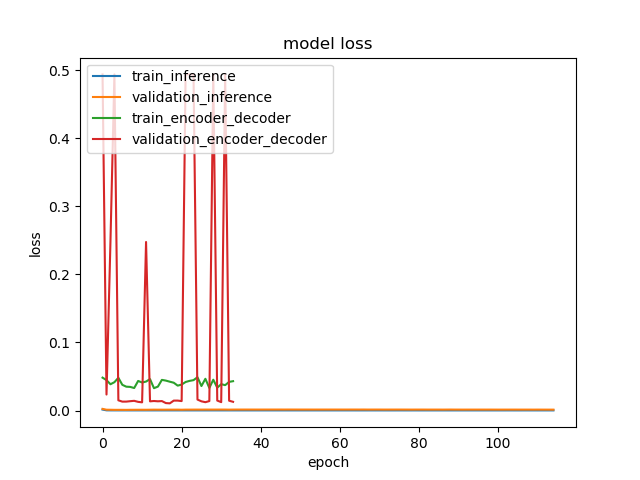 model loss
train_inference
validation_inference
train_encoder_decoder
validation_encoder_decoder
loss
0.5
0.4
0.3
0.2
0.1
0.0
0 20 40 60 80 100
epoch